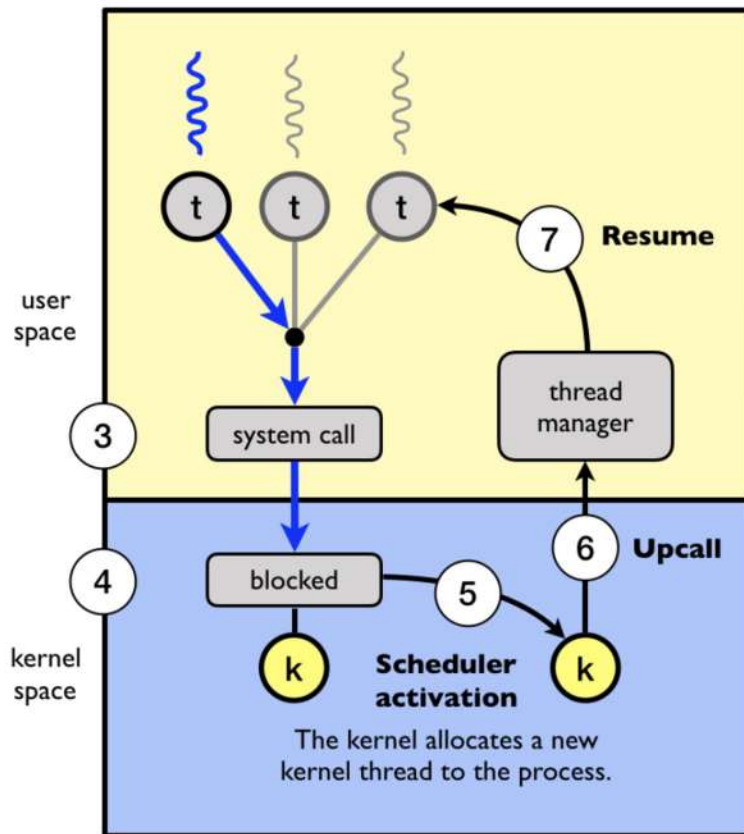 t
t
t
7
Resume
user
space
thread
manager
3
system call
6
Upcall
4
blocked
5
kernel
space
k
Scheduler
activation
k
The kernel allocates a new
kernel thread to the process.